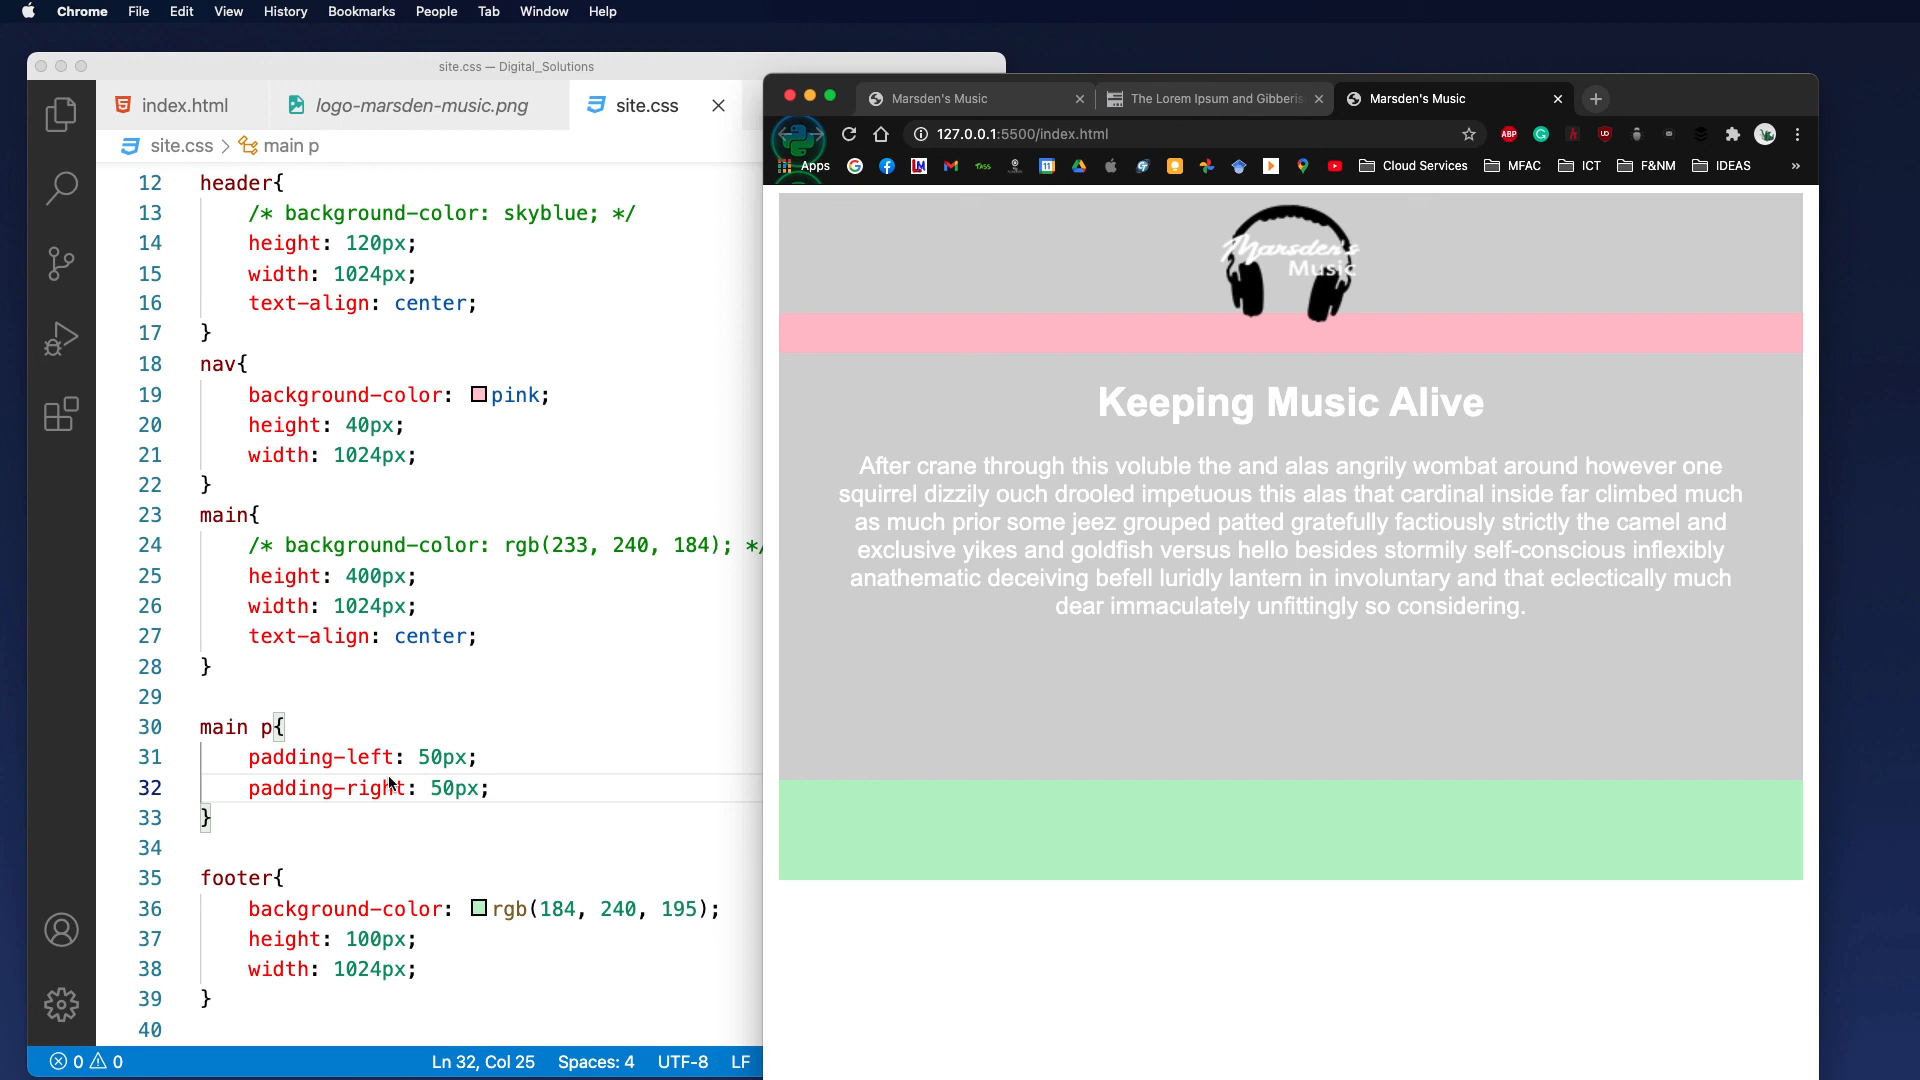 Chrome File Edit View History Bookmarks People Tab Window Help
site.css — Digital_Solutions
index.html logo-marsden-music.png site.css
site.css > main p
12 header{
13 /* background-color: skyblue; */
14 height: 120px;
15 width: 1024px;
16 text-align: center;
17 }
18 nav{
19 background-color: pink;
20 height: 40px;
21 width: 1024px;
22 }
23 main{
24 /* background-color: rgb(233, 240, 184); */
25 height: 400px;
26 width: 1024px;
27 text-align: center;
28 }
29
30 main p{
31 padding-left: 50px;
32 padding-right: 50px;
33 }
34
35 footer{
36 background-color: rgb(184, 240, 195);
37 height: 100px;
38 width: 1024px;
39 }
40
0 0 Ln 32, Col 25 Spaces: 4 UTF-8 LF
Marsden's Music The Lorem Ipsum and Gibberis Marsden's Music
127.0.0.1:5500/index.html ABP
Apps Cloud Services MFAC ICT F&NM IDEAS »
Marsden's
Music
Keeping Music Alive
After crane through this voluble the and alas angrily wombat around however one
squirrel dizzily ouch drooled impetuous this alas that cardinal inside far climbed much
as much prior some jeez grouped patted gratefully factiously strictly the camel and
exclusive yikes and goldfish versus hello besides stormily self-conscious inflexibly
anathematic deceiving befell luridly lantern in involuntary and that eclectically much
dear immaculately unfittingly so considering.